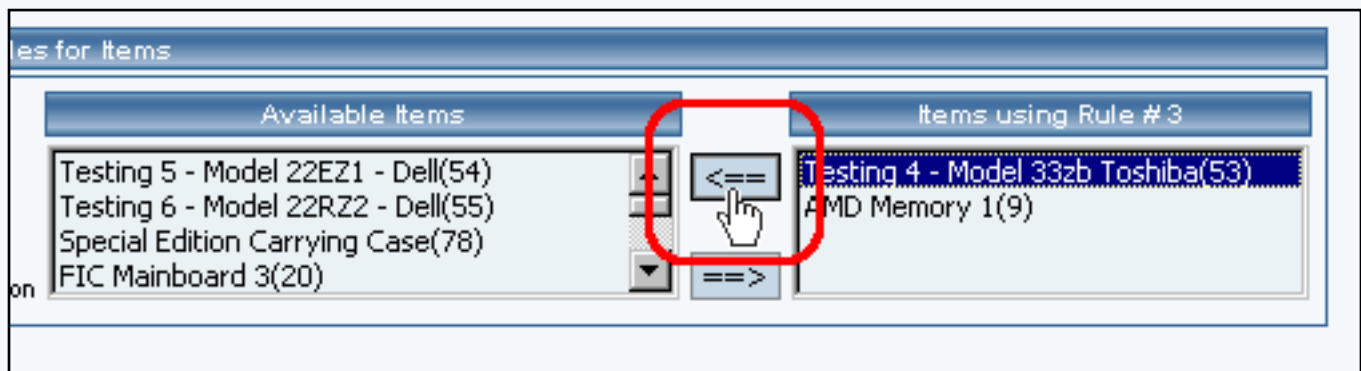 les for Items
Available Items
Items using Rule # 3
Testing 5 - Model 22EZ1 - Dell(54)
Testing 6 - Model 22RZ2 - Dell(55)
Special Edition Carrying Case(78)
FIC Mainboard 3(20)
on
<==
==>
Testing 4 - Model 33zb Toshiba(53)
AMD Memory 1(9)